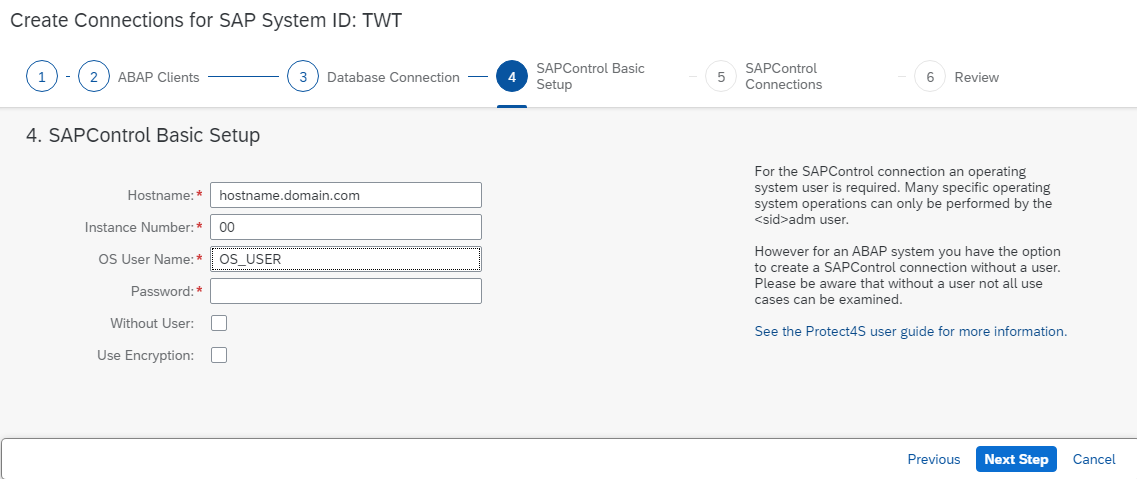 Create Connections for SAP System ID: TWT
1 - 2 ABAP Clients 3 Database Connection 4 SAPControl Basic Setup 5 SAPControl Connections 6 Review
4. SAPControl Basic Setup
Hostname:* hostname.domain.com
Instance Number:* 00
OS User Name:* OS_USER
Password:*
Without User:
Use Encryption:
For the SAPControl connection an operating
system user is required. Many specific operating
system operations can only be performed by the
<sid>adm user.
However for an ABAP system you have the option
to create a SAPControl connection without a user.
Please be aware that without a user not all use
cases can be examined.
See the Protect4S user guide for more information.
Previous Next Step Cancel